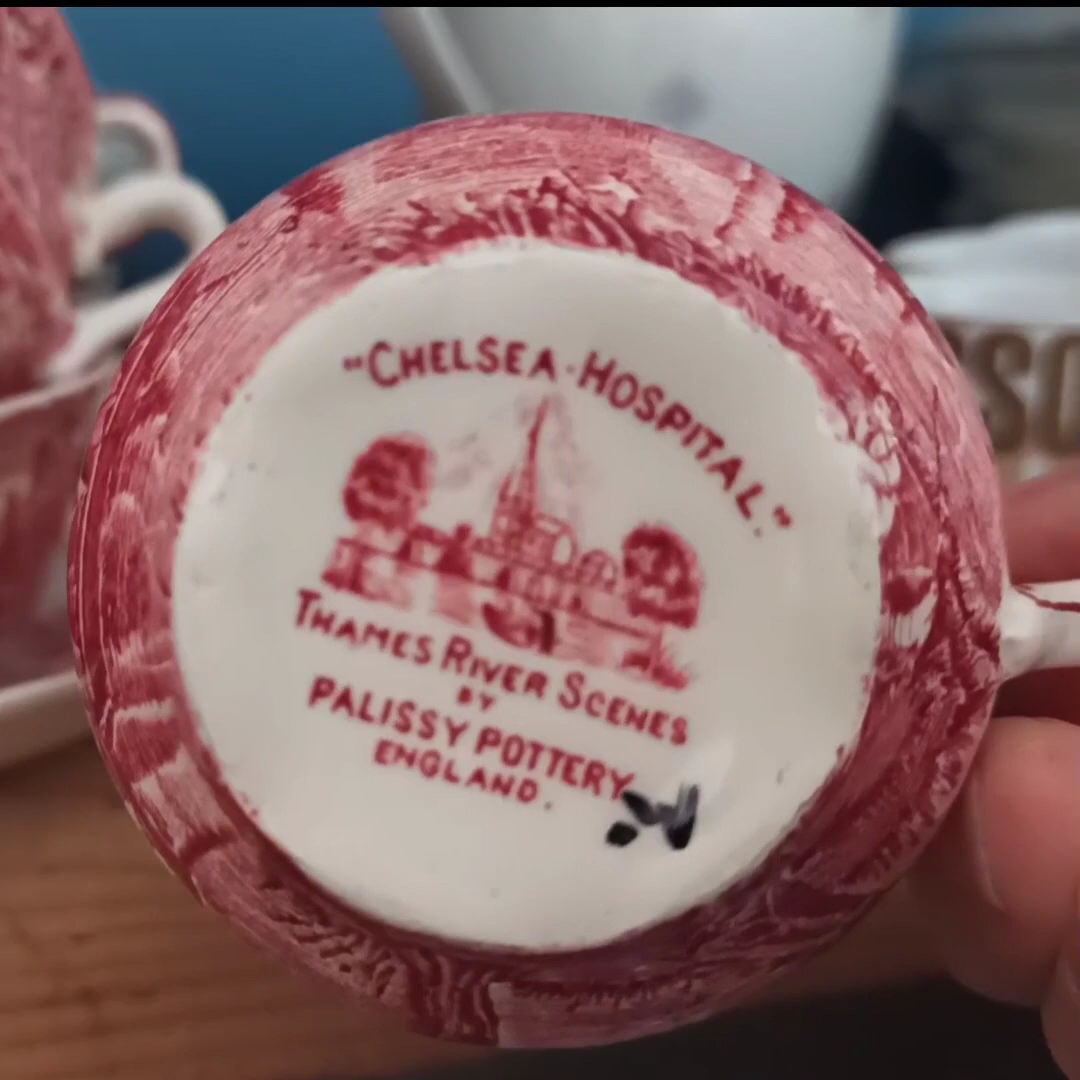 "CHELSEA·HOSPITAL."
THAMES RIVER SCENES
BY
PALISSY POTTERY
ENGLAND.